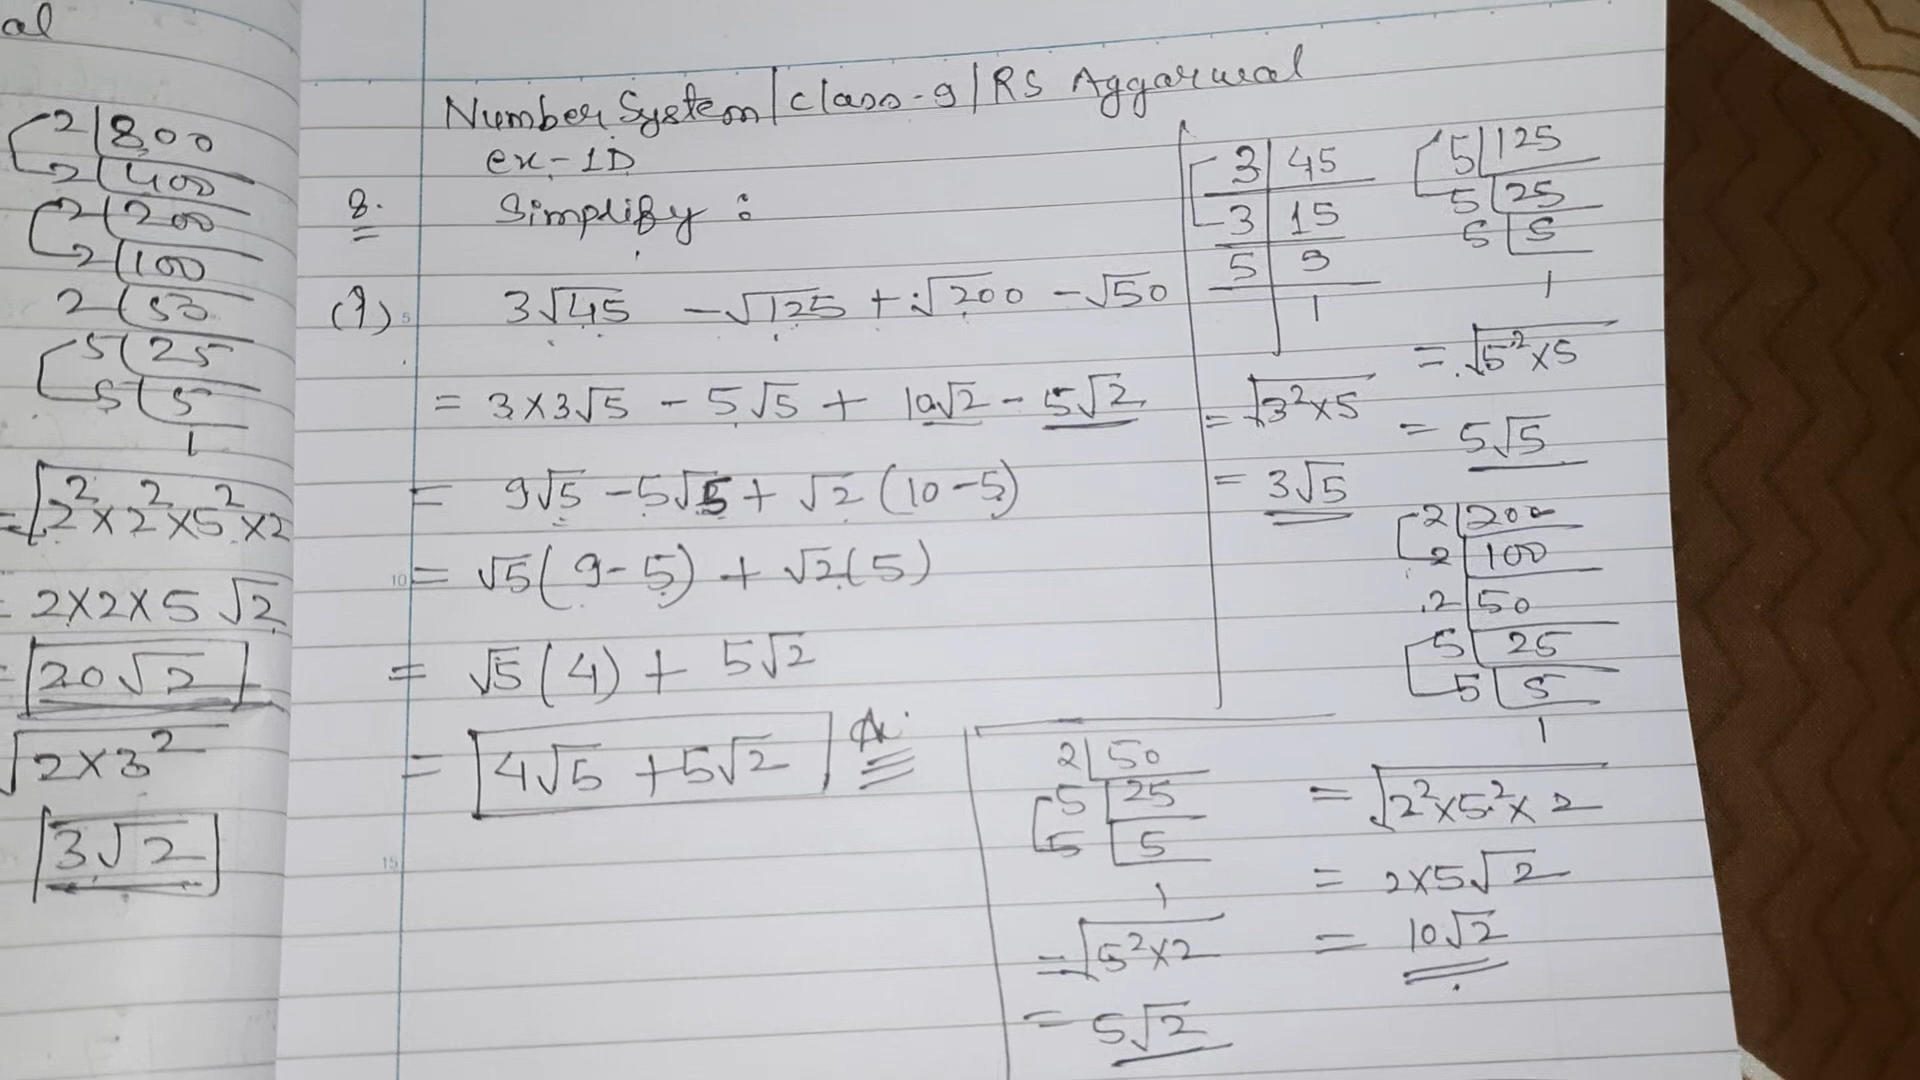 al
2 | 800
2 | 400
2 | 200
2 | 100
2 | 50
5 | 25
5 | 5
1
= √2² × 2² × 5² × 2
= 2×2×5 √2
= 20√2
√2×3²
3√2
Number System | class-9 | RS Aggarwal
ex-1D
8. Simplify :
(i) 3√45 - √125 + √200 - √50
= 3×3√5 - 5√5 + 10√2 - 5√2
= 9√5 - 5√5 + √2 (10-5)
= √5 (9-5) + √2 (5)
= √5 (4) + 5√2
= 4√5 + 5√2 A
3 | 45
3 | 15
5 | 5
1
= √3²×5
= 3√5
5 | 125
5 | 25
5 | 5
1
= √5²×5
= 5√5
2 | 200
2 | 100
2 | 50
5 | 25
5 | 5
1
= √2²×5²×2
= 2×5√2
= 10√2
2 | 50
5 | 25
5 | 5
1
= √5²×2
= 5√2
5
10
15